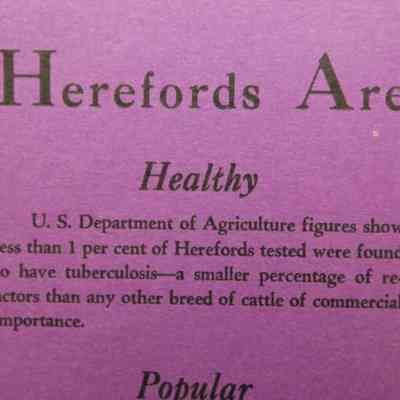 Herefords Are
Healthy
U. S. Department of Agriculture figures show
ess than 1 per cent of Herefords tested were found
o have tuberculosis—a smaller percentage of re-
actors than any other breed of cattle of commercial
mportance.
Popular